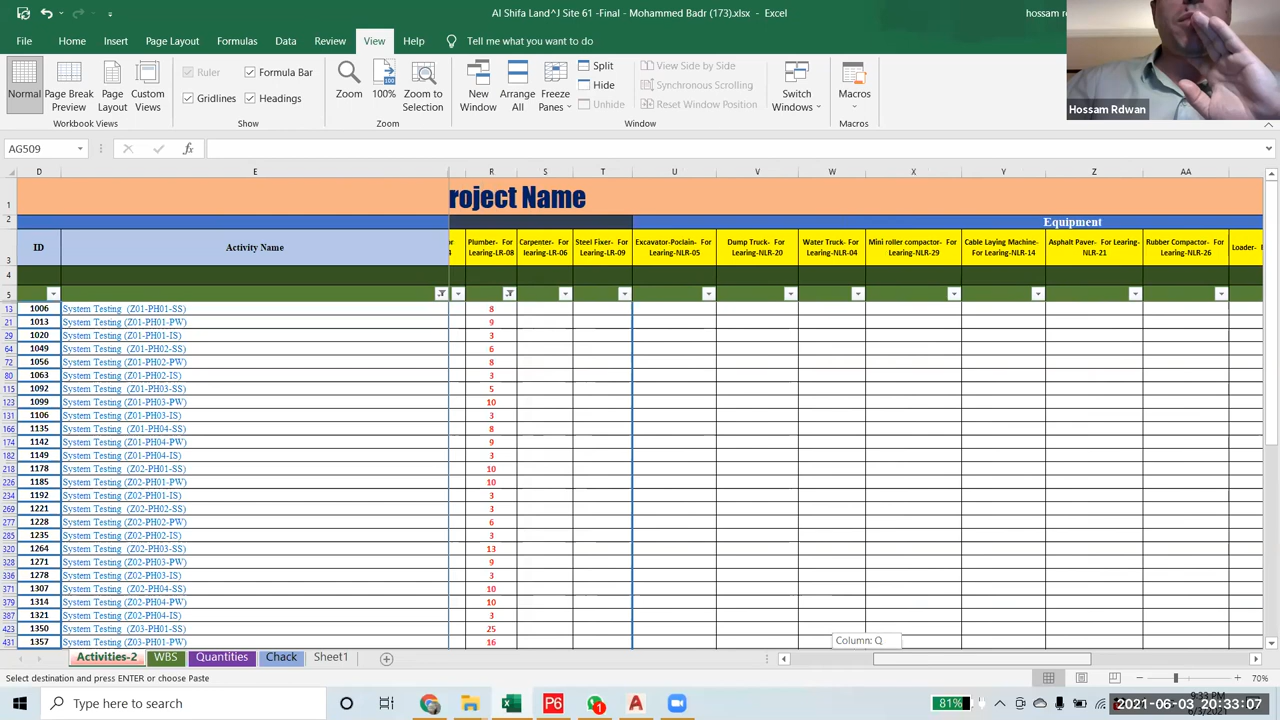 Al Shifa Land^J Site 61 -Final - Mohammed Badr (173).xlsx - Excel
File Home Insert Page Layout Formulas Data Review View Help Tell me what you want to do
Normal Page Break Preview Page Layout Custom Views
Workbook Views
Ruler Formula Bar
Gridlines Headings
Show
Zoom 100% Zoom to Selection
Zoom
New Window Arrange All Freeze Panes
Split
Hide
Unhide
View Side by Side
Synchronous Scrolling
Reset Window Position
Window
Switch Windows
Macros
Macros
Hossam Rdwan
AG509
D E R S T U V W X Y Z AA
1 roject Name
2 Equipment
3 ID Activity Name Plumber- For Learing-LR-08 Carpenter- For Learing-LR-06 Steel Fixer- For Learing-LR-09 Excavator-Poclain- For Learing-NLR-05 Dump Truck- For Learing-NLR-20 Water Truck- For Learing-NLR-04 Mini roller compactor- For Learing-NLR-29 Cable Laying Machine- For Learing-NLR-14 Asphalt Paver- For Learing-NLR-21 Rubber Compactor- For Learing-NLR-26 Loader-
4
5
13 1006 System Testing (Z01-PH01-SS) 8
21 1013 System Testing (Z01-PH01-PW) 9
29 1020 System Testing (Z01-PH01-IS) 3
64 1049 System Testing (Z01-PH02-SS) 6
72 1056 System Testing (Z01-PH02-PW) 8
80 1063 System Testing (Z01-PH02-IS) 3
115 1092 System Testing (Z01-PH03-SS) 5
123 1099 System Testing (Z01-PH03-PW) 10
131 1106 System Testing (Z01-PH03-IS) 3
166 1135 System Testing (Z01-PH04-SS) 8
174 1142 System Testing (Z01-PH04-PW) 9
182 1149 System Testing (Z01-PH04-IS) 3
218 1178 System Testing (Z02-PH01-SS) 10
226 1185 System Testing (Z02-PH01-PW) 10
234 1192 System Testing (Z02-PH01-IS) 3
269 1221 System Testing (Z02-PH02-SS) 3
277 1228 System Testing (Z02-PH02-PW) 6
285 1235 System Testing (Z02-PH02-IS) 3
320 1264 System Testing (Z02-PH03-SS) 13
328 1271 System Testing (Z02-PH03-PW) 9
336 1278 System Testing (Z02-PH03-IS) 3
371 1307 System Testing (Z02-PH04-SS) 10
379 1314 System Testing (Z02-PH04-PW) 10
387 1321 System Testing (Z02-PH04-IS) 3
423 1350 System Testing (Z03-PH01-SS) 25
431 1357 System Testing (Z03-PH01-PW) 16
Column: Q
Activities-2 WBS Quantities Chack Sheet1
Select destination and press ENTER or choose Paste
70%
Type here to search
81%
2021-06-03 20:33:07